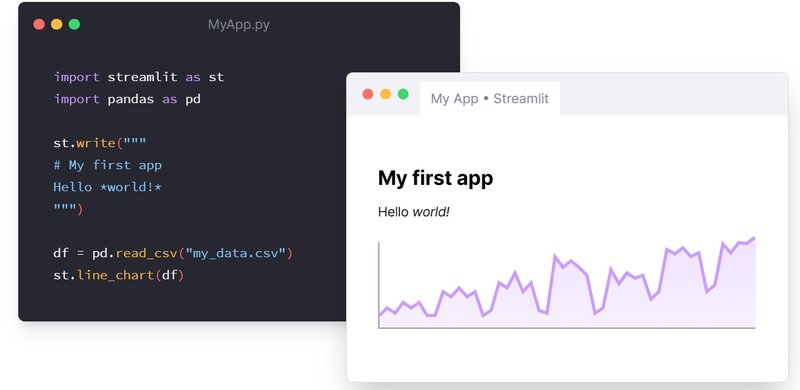 MyApp.py
import streamlit as st
import pandas as pd
st.write("""
# My first app
Hello *world!*
""")
df = pd.read_csv("my_data.csv")
st.line_chart(df)
My App • Streamlit
My first app
Hello world!